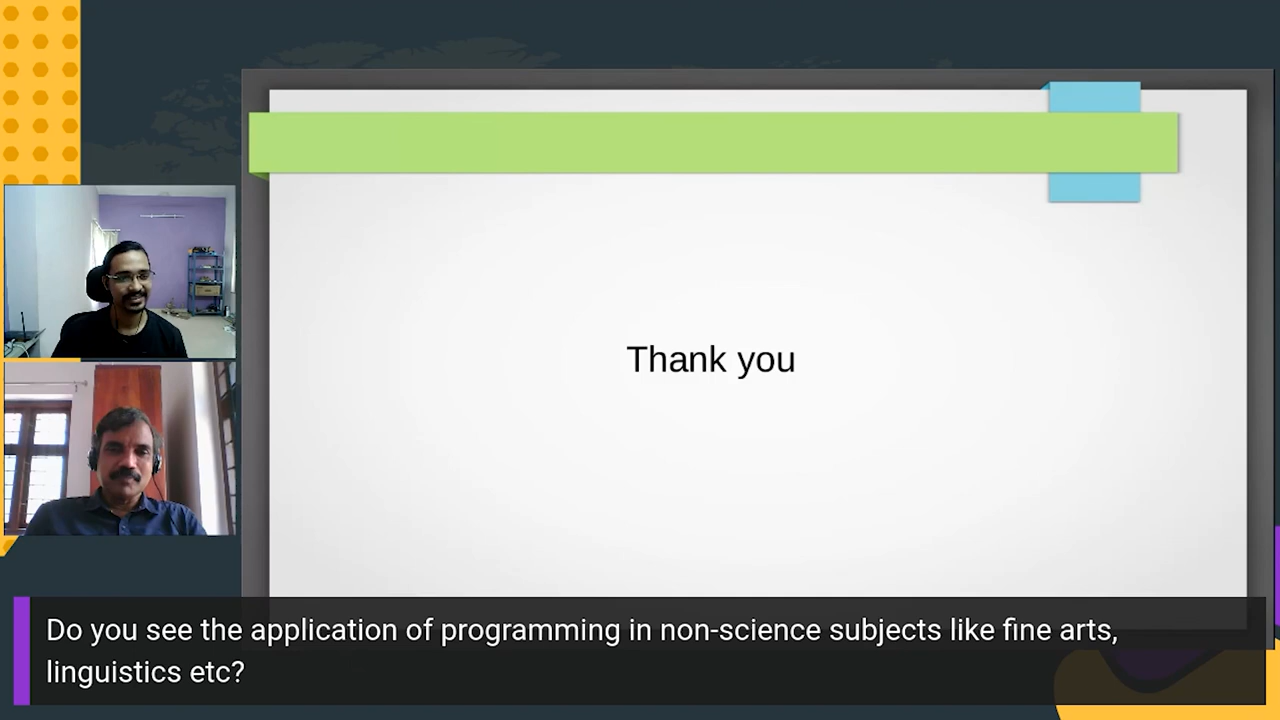 Thank you
Do you see the application of programming in non-science subjects like fine arts,
linguistics etc?